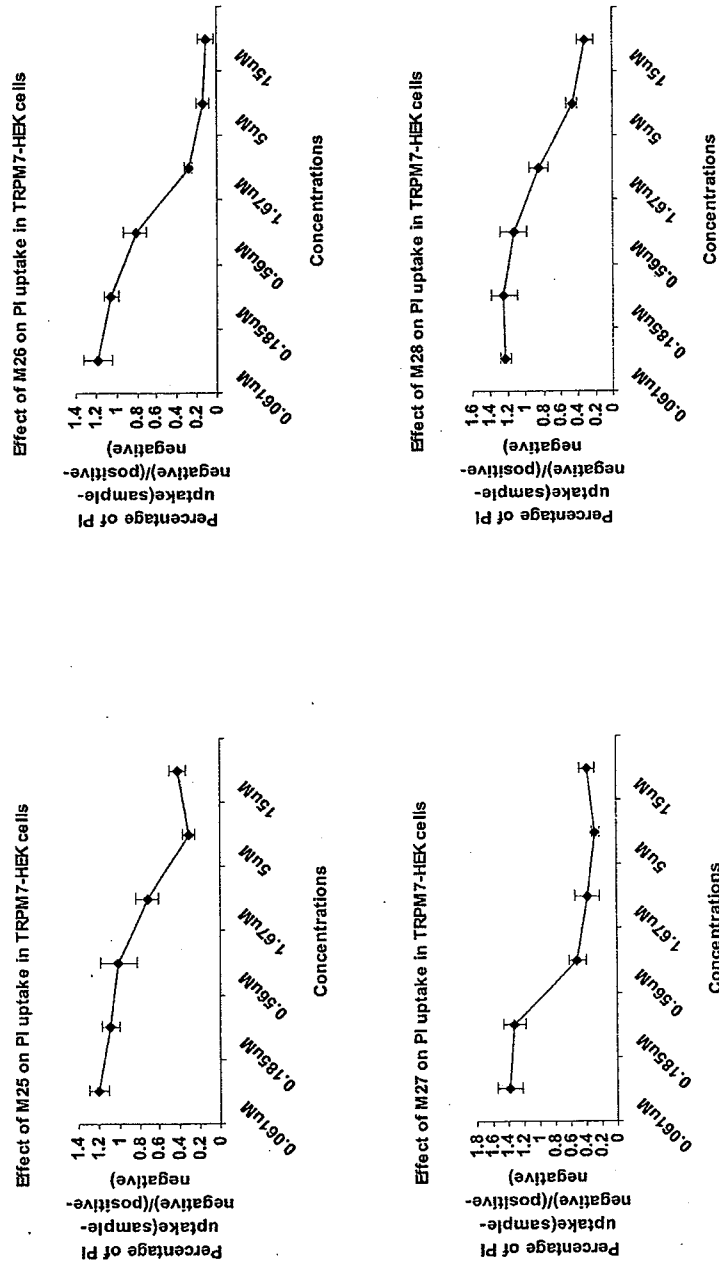 Effect of M25 on PI uptake in TRPM7-HEK cells
Percentage of PI
uptake(sample-
negative)/(positive-
negative)
1.4
1.2
1
0.8
0.6
0.4
0.2
0
0.061uM
0.185uM
0.56uM
1.67uM
5uM
15uM
Concentrations
Effect of M26 on PI uptake in TRPM7-HEK cells
Percentage of PI
uptake(sample-
negative)/(positive-
negative)
1.4
1.2
1
0.8
0.6
0.4
0.2
0
0.061uM
0.185uM
0.56uM
1.67uM
5uM
15uM
Concentrations
Effect of M27 on PI uptake in TRPM7-HEK cells
Percentage of PI
uptake(sample-
negative)/(positive-
negative)
1.8
1.6
1.4
1.2
1
0.8
0.6
0.4
0.2
0
0.061uM
0.185uM
0.56uM
1.67uM
5uM
15uM
Concentrations
Effect of M28 on PI uptake in TRPM7-HEK cells
Percentage of PI
uptake(sample-
negative)/(positive-
negative)
1.6
1.4
1.2
1
0.8
0.6
0.4
0.2
0
0.061uM
0.185uM
0.56uM
1.67uM
5uM
15uM
Concentrations